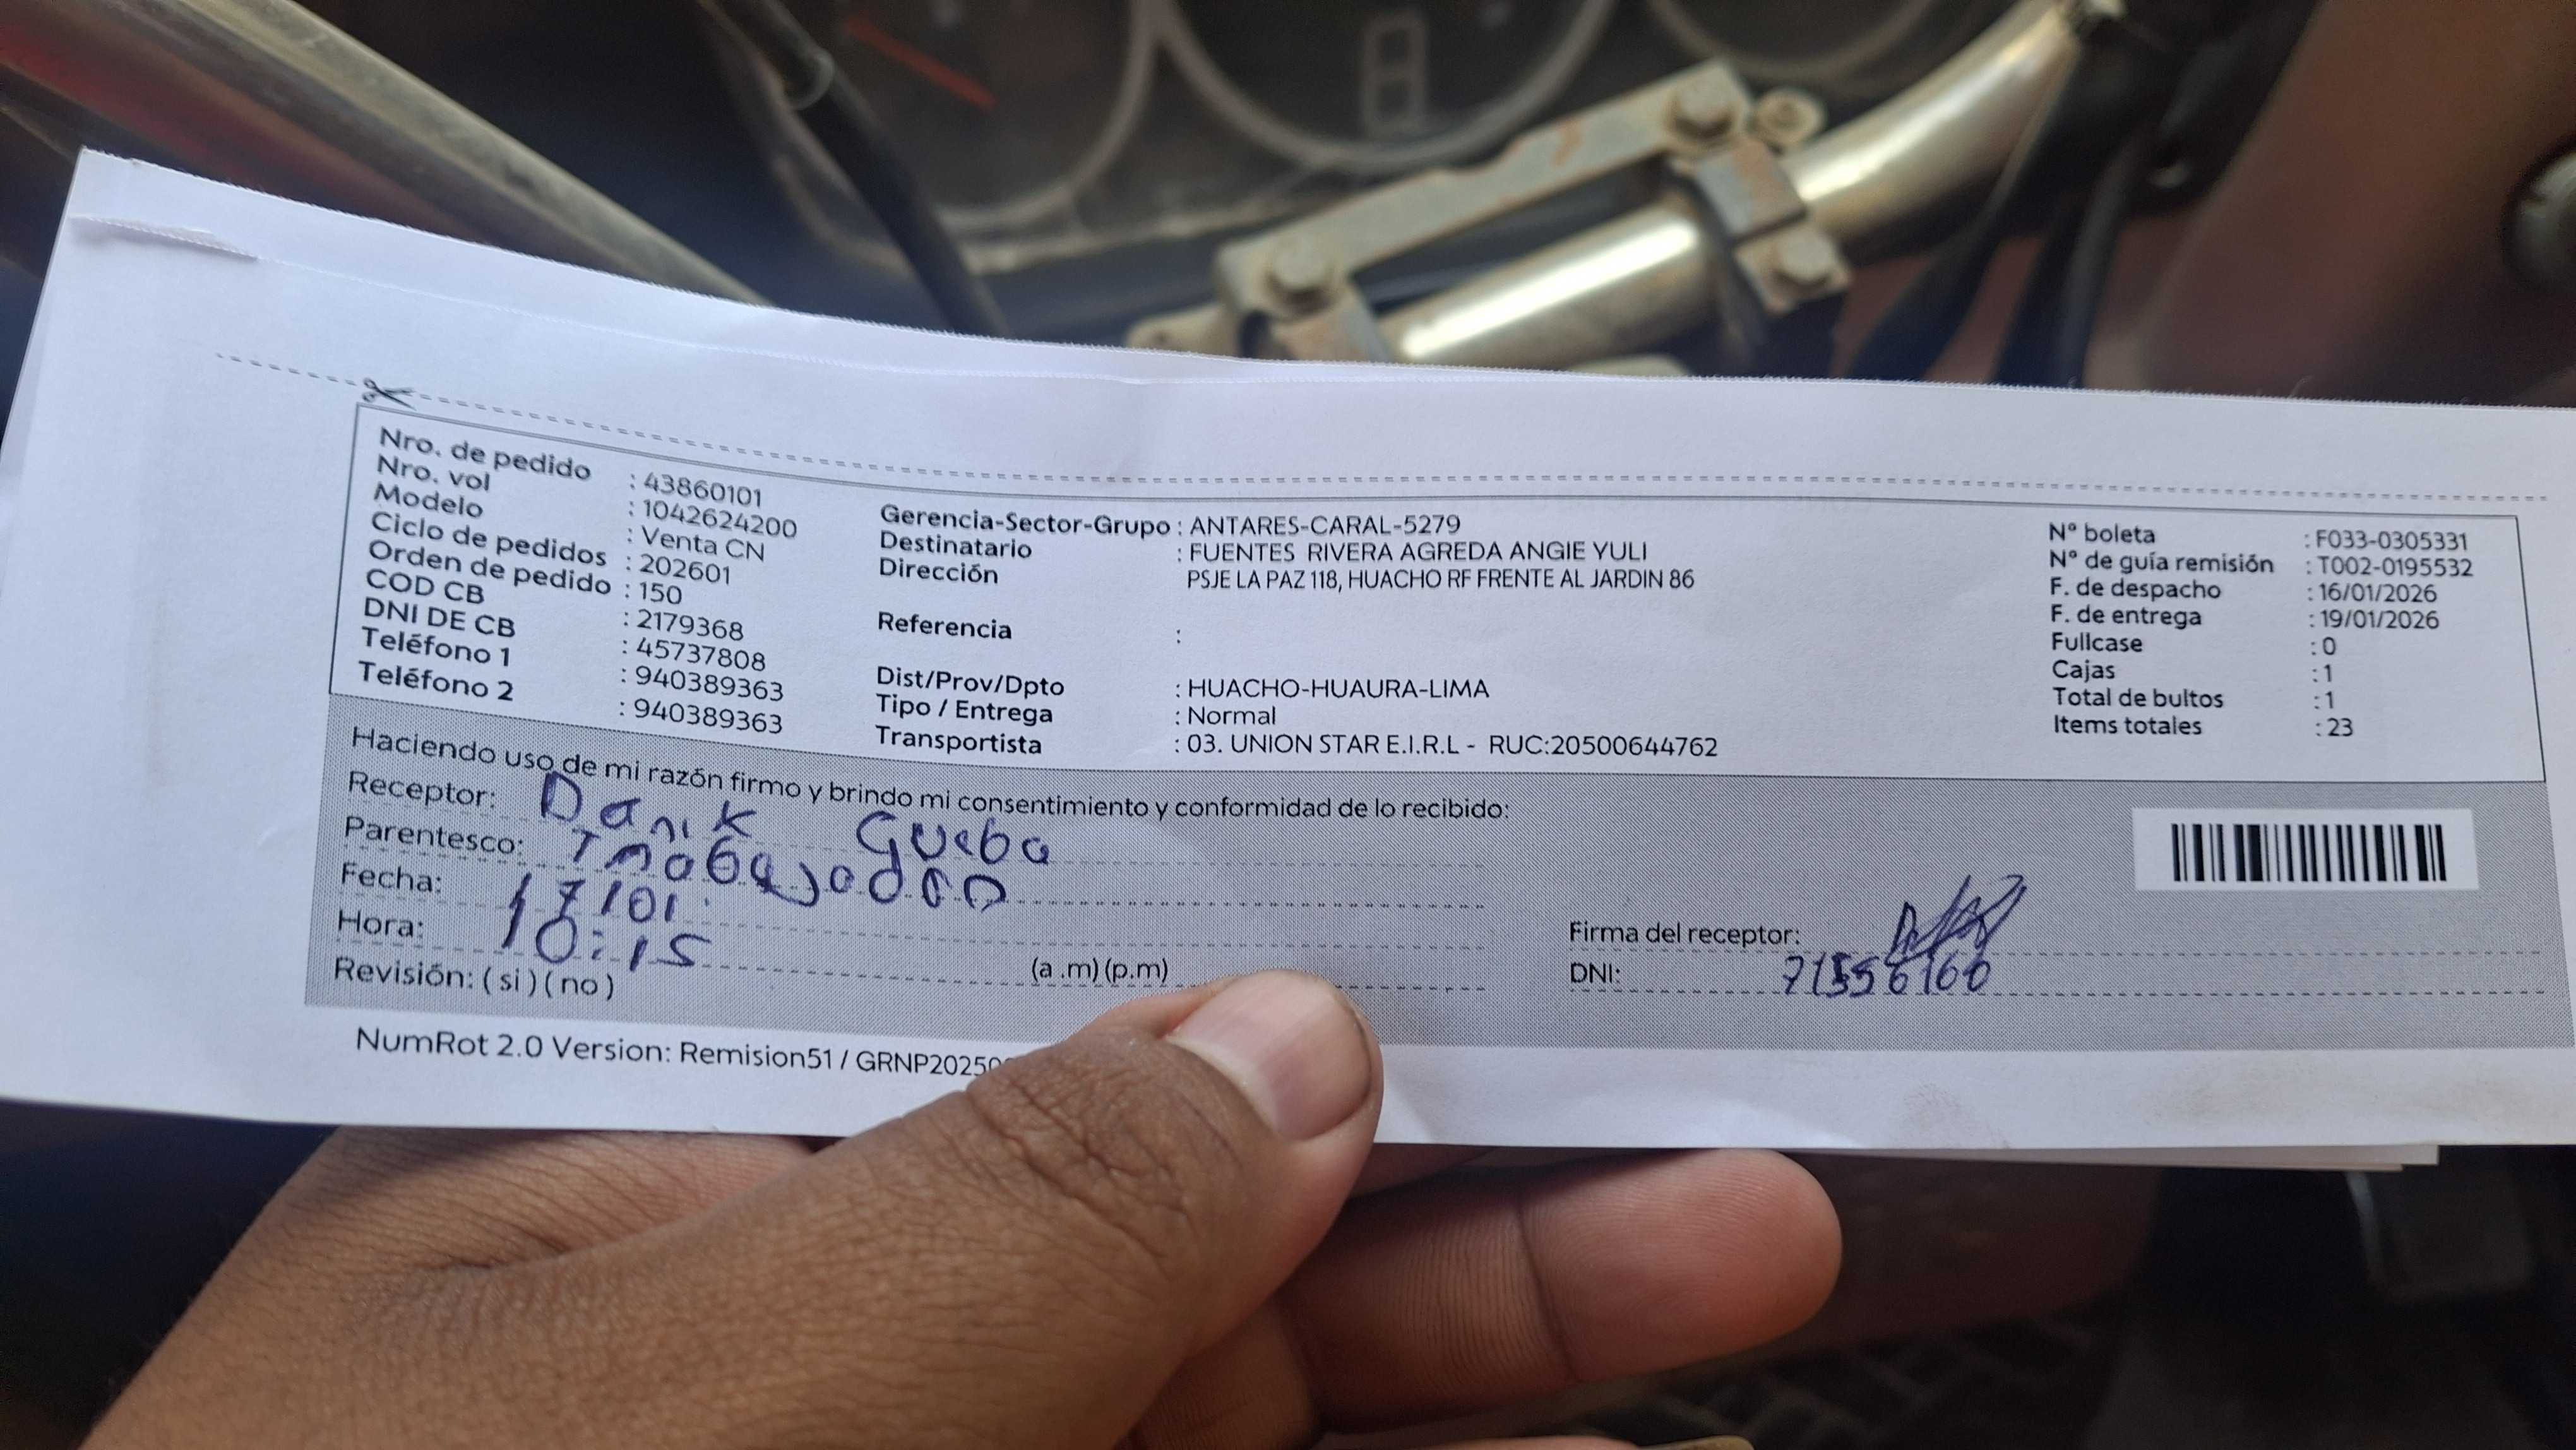 Nro. de pedido : 43860101
Nro. vol : 1042624200
Modelo : Venta CN
Ciclo de pedidos : 202601
Orden de pedido : 150
COD CB : 2179368
DNI DE CB : 45737808
Teléfono 1 : 940389363
Teléfono 2 : 940389363
Gerencia-Sector-Grupo : ANTARES-CARAL-5279
Destinatario : FUENTES RIVERA AGREDA ANGIE YULI
Dirección PSJE LA PAZ 118, HUACHO RF FRENTE AL JARDIN 86
Referencia :
Dist/Prov/Dpto : HUACHO-HUAURA-LIMA
Tipo / Entrega : Normal
Transportista : 03. UNION STAR E.I.R.L - RUC:20500644762
N° boleta : F033-0305331
N° de guía remisión : T002-0195532
F. de despacho : 16/01/2026
F. de entrega : 19/01/2026
Fullcase : 0
Cajas : 1
Total de bultos : 1
Items totales : 23
Haciendo uso de mi razón firmo y brindo mi consentimiento y conformidad de lo recibido:
Receptor: Danik
Parentesco: Trabajador
Fecha: 17/01.
Hora: 10:15 (a .m) (p.m)
Revisión: ( si ) ( no )
Firma del receptor:
DNI:
NumRot 2.0 Version: Remision51 / GRNP2025